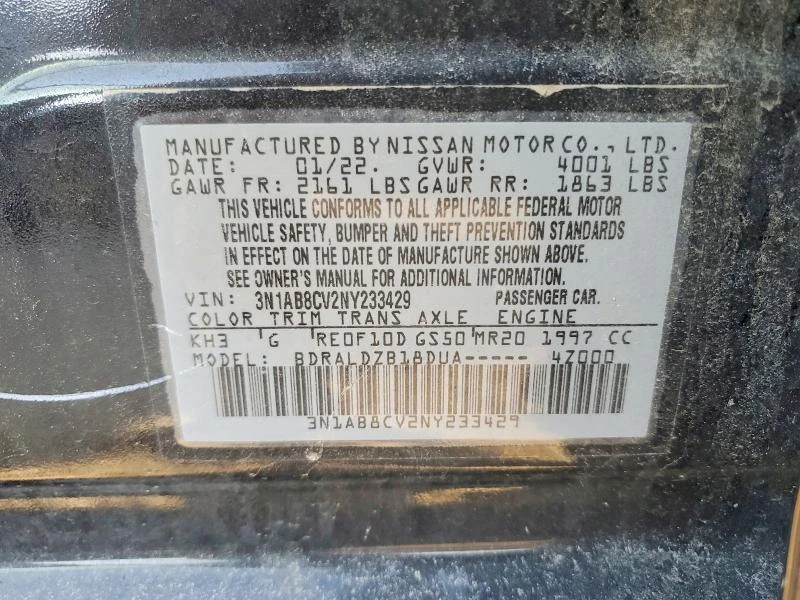 MANUFACTURED BY NISSAN MOTOR CO., LTD.
DATE: 01/22. GVWR: 4001 LBS
GAWR FR: 2161 LBS GAWR RR: 1863 LBS
THIS VEHICLE CONFORMS TO ALL APPLICABLE FEDERAL MOTOR
VEHICLE SAFETY, BUMPER AND THEFT PREVENTION STANDARDS
IN EFFECT ON THE DATE OF MANUFACTURE SHOWN ABOVE.
SEE OWNER'S MANUAL FOR ADDITIONAL INFORMATION.
VIN: 3N1AB8CV2NY233429 PASSENGER CAR.
COLOR TRIM TRANS AXLE ENGINE
KH3 G RE0F10D GS50 MR20 1997 CC
MODEL: BDRALDZB18DUA----- 4Z000
3N1AB8CV2NY233429